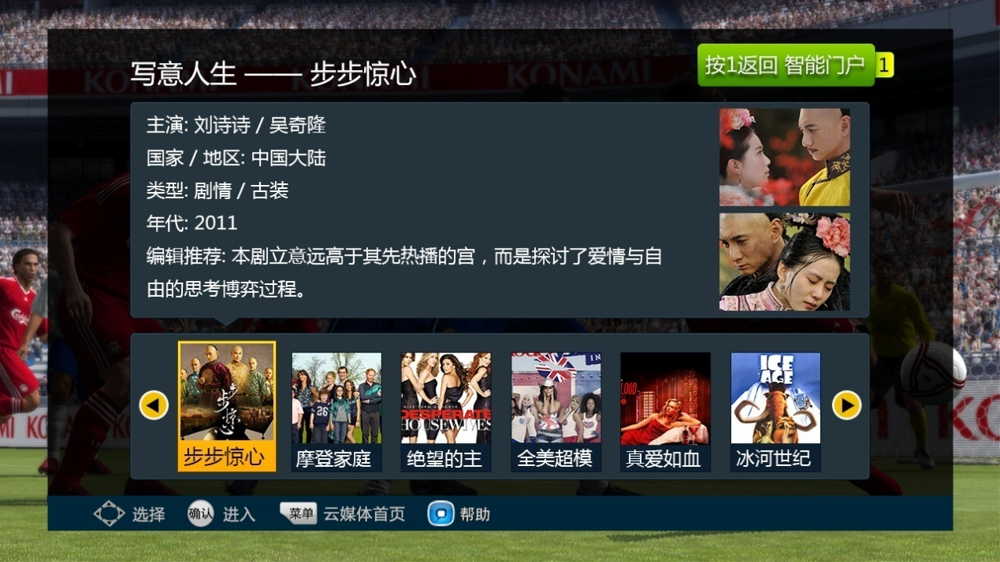 写意人生 —— 步步惊心
按1返回 智能门户 1
主演: 刘诗诗 / 吴奇隆
国家 / 地区: 中国大陆
类型: 剧情 / 古装
年代: 2011
编辑推荐: 本剧立意远高于其先热播的宫，而是探讨了爱情与自
由的思考博弈过程。
KONAMI
KONAMI
Carlsberg
步步惊心
26
DESPERATE
HOUSEWIVES
ICE
AGE
步步惊心
摩登家庭
绝望的主
全美超模
真爱如血
冰河世纪
选择
确认 进入
菜单 云媒体首页
帮助